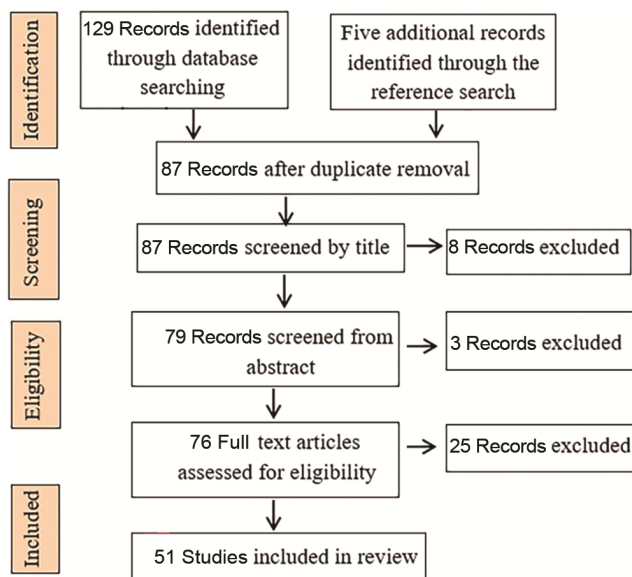 Identification
129 Records identified
through database
searching
Five additional records
identified through the
reference search
87 Records after duplicate removal
Screening
87 Records screened by title
8 Records excluded
Eligibility
79 Records screened from
abstract
3 Records excluded
76 Full text articles
assessed for eligibility
25 Records excluded
Included
51 Studies included in review